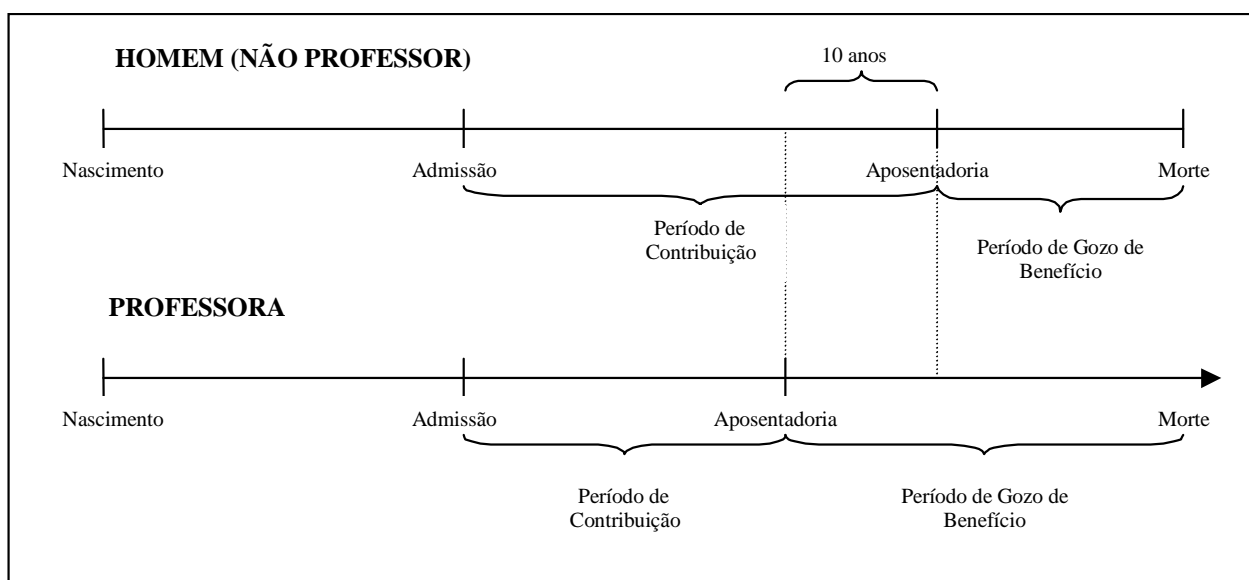 HOMEM (NÃO PROFESSOR)
10 anos
Nascimento
Admissão
Aposentadoria
Morte
Período de
Contribuição
Período de Gozo de
Benefício
PROFESSORA
Nascimento
Admissão
Aposentadoria
Morte
Período de
Contribuição
Período de Gozo de
Benefício